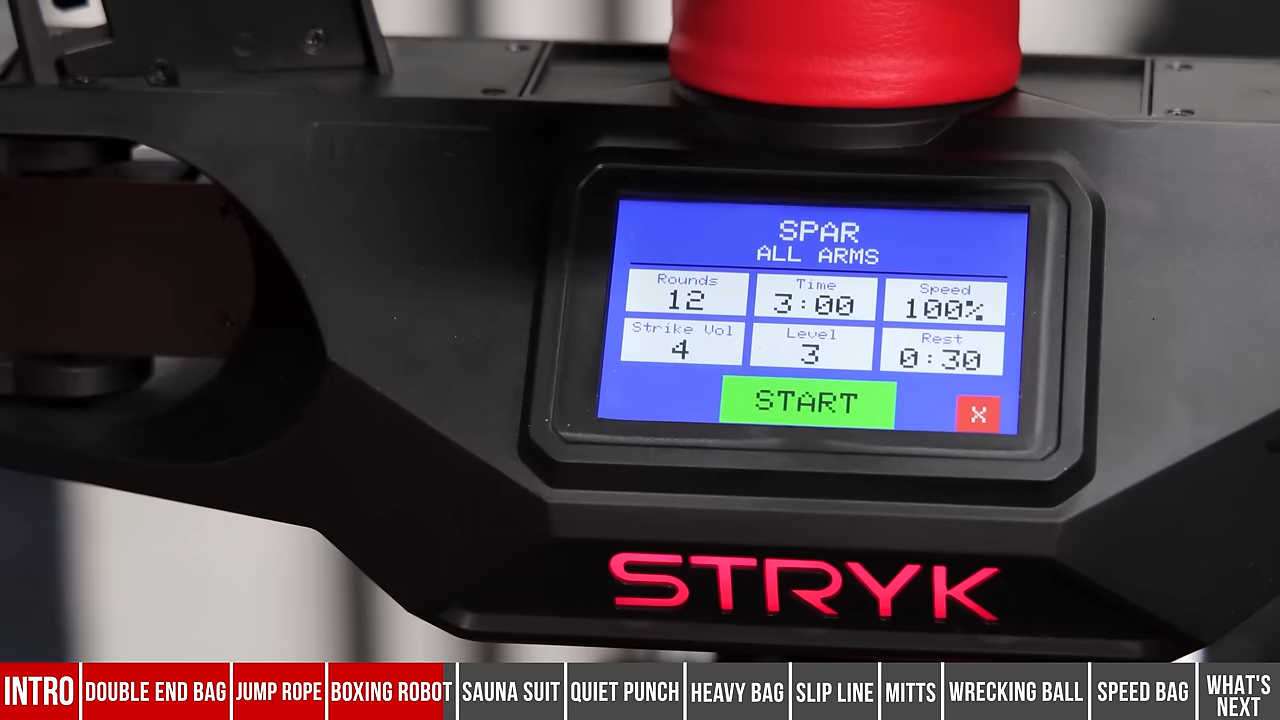 SPAR
ALL ARMS
Rounds
12
Time
3:00
Speed
100%
Strike Vol
4
Level
3
Rest
0:30
START
X
STRYK
INTRO
DOUBLE END BAG
JUMP ROPE
BOXING ROBOT
SAUNA SUIT
QUIET PUNCH
HEAVY BAG
SLIP LINE
MITTS
WRECKING BALL
SPEED BAG
WHAT'S
NEXT